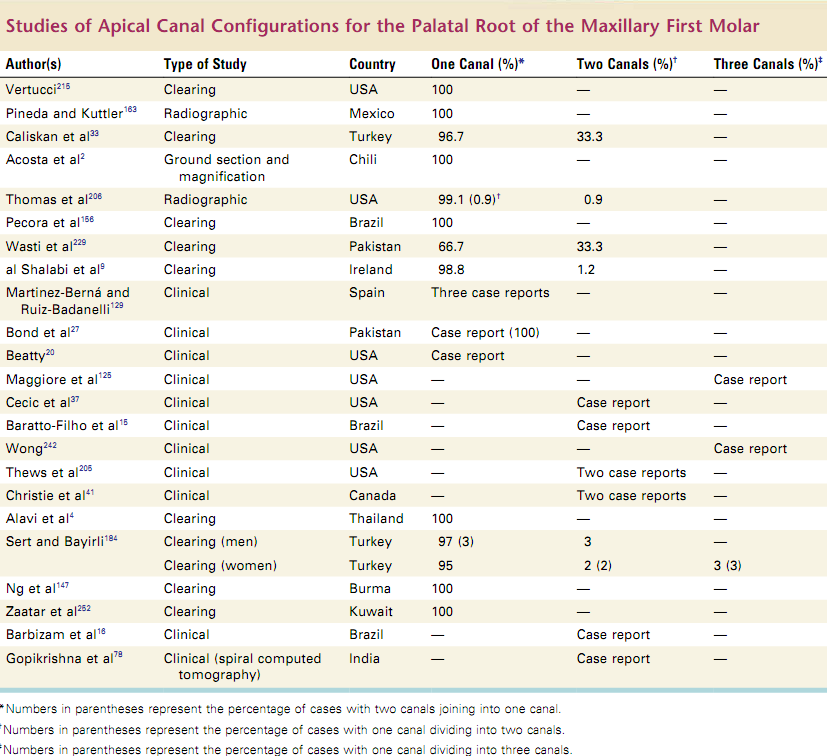 Studies of Apical Canal Configurations for the Palatal Root of the Maxillary First Molar
Author(s) Type of Study Country One Canal (%)* Two Canals (%)† Three Canals (%)‡
Vertucci215 Clearing USA 100 — —
Pineda and Kuttler163 Radiographic Mexico 100 — —
Caliskan et al33 Clearing Turkey 96.7 33.3 —
Acosta et al2 Ground section and Chili 100 — —
magnification
Thomas et al206 Radiographic USA 99.1 (0.9)† 0.9 —
Pecora et al156 Clearing Brazil 100 — —
Wasti et al229 Clearing Pakistan 66.7 33.3 —
al Shalabi et al9 Clearing Ireland 98.8 1.2 —
Martinez-Berná and Clinical Spain Three case reports — —
Ruiz-Badanelli129
Bond et al27 Clinical Pakistan Case report (100) — —
Beatty20 Clinical USA Case report — —
Maggiore et al125 Clinical USA — — Case report
Cecic et al37 Clinical USA — Case report —
Baratto-Filho et al15 Clinical Brazil — Case report —
Wong242 Clinical USA — — Case report
Thews et al205 Clinical USA — Two case reports —
Christie et al41 Clinical Canada — Two case reports —
Alavi et al4 Clearing Thailand 100 — —
Sert and Bayirli184 Clearing (men) Turkey 97 (3) 3 —
Clearing (women) Turkey 95 2 (2) 3 (3)
Ng et al147 Clearing Burma 100 — —
Zaatar et al252 Clearing Kuwait 100 — —
Barbizam et al16 Clinical Brazil — Case report —
Gopikrishna et al78 Clinical (spiral computed India — Case report —
tomography)
*Numbers in parentheses represent the percentage of cases with two canals joining into one canal.
†Numbers in parentheses represent the percentage of cases with one canal dividing into two canals.
‡Numbers in parentheses represent the percentage of cases with one canal dividing into three canals.